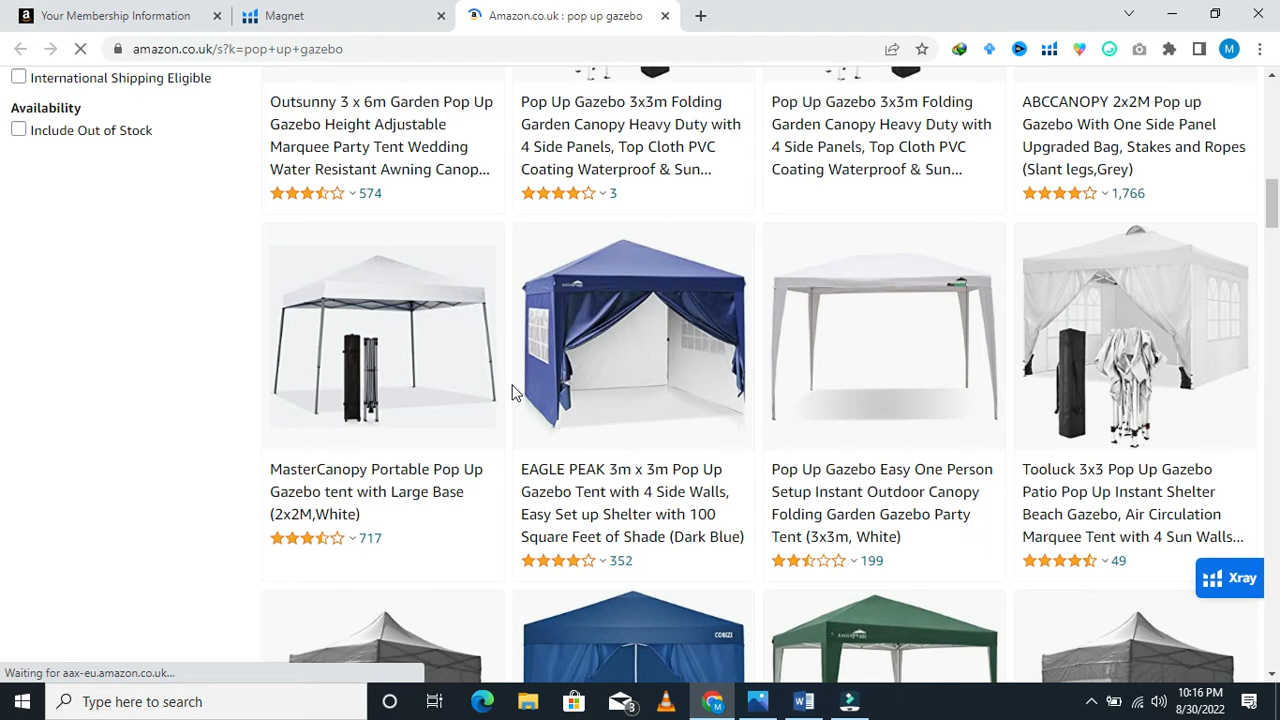 Your Membership Information
Magnet
Amazon.co.uk : pop up gazebo
amazon.co.uk/s?k=pop+up+gazebo
M
International Shipping Eligible
Availability
Include Out of Stock
Outsunny 3 x 6m Garden Pop Up
Gazebo Height Adjustable
Marquee Party Tent Wedding
Water Resistant Awning Canop...
574
Pop Up Gazebo 3x3m Folding
Garden Canopy Heavy Duty with
4 Side Panels, Top Cloth PVC
Coating Waterproof & Sun...
3
Pop Up Gazebo 3x3m Folding
Garden Canopy Heavy Duty with
4 Side Panels, Top Cloth PVC
Coating Waterproof & Sun...
ABCCANOPY 2x2M Pop up
Gazebo With One Side Panel
Upgraded Bag, Stakes and Ropes
(Slant legs,Grey)
1,766
MasterCanopy Portable Pop Up
Gazebo tent with Large Base
(2x2M,White)
717
EAGLE PEAK 3m x 3m Pop Up
Gazebo Tent with 4 Side Walls,
Easy Set up Shelter with 100
Square Feet of Shade (Dark Blue)
352
Pop Up Gazebo Easy One Person
Setup Instant Outdoor Canopy
Folding Garden Gazebo Party
Tent (3x3m, White)
199
Tooluck 3x3 Pop Up Gazebo
Patio Pop Up Instant Shelter
Beach Gazebo, Air Circulation
Marquee Tent with 4 Sun Walls...
49
Xray
COBIZI
Waiting for aax-eu.amazon.co.uk...
Type here to search
3
10:16 PM
8/30/2022